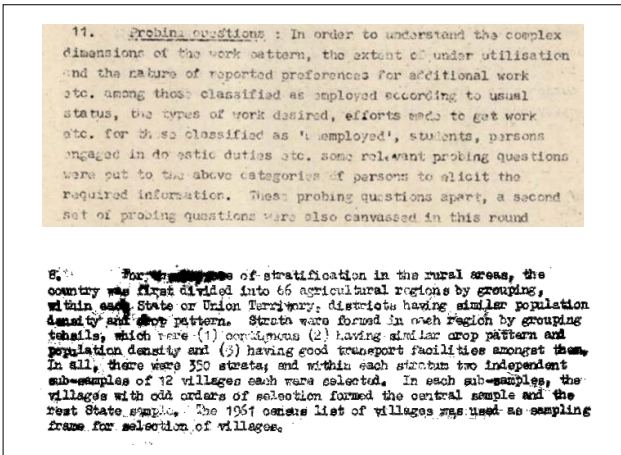 11. Probing questions : In order to understand the complex
dimensions of the work pattern, the extent of under utilisation
and the nature of reported preferences for additional work
etc. among those classified as employed according to usual
status, the types of work desired, efforts made to get work
etc. for those classified as 'unemployed', students, persons
engaged in domestic duties etc. some relevant probing questions
were put to the above categories of persons to elicit the
required information. These probing questions apart, a second
set of probing questions were also canvassed in this round
8. For of stratification in the rural areas, the
country was first divided into 66 agricultural regions by grouping,
within each State or Union Territory, districts having similar population
density and crop pattern. Strata were formed in each region by grouping
tehsils, which were (1) contiguous (2) having similar crop pattern and
population density and (3) having good transport facilities amongst them.
In all, there were 350 strata; and within each stratum two independent
sub-samples of 12 villages each were selected. In each sub-samples, the
villages with odd orders of selection formed the central sample and the
rest State sample. The 1961 census list of villages was used as sampling
frame for selection of villages.